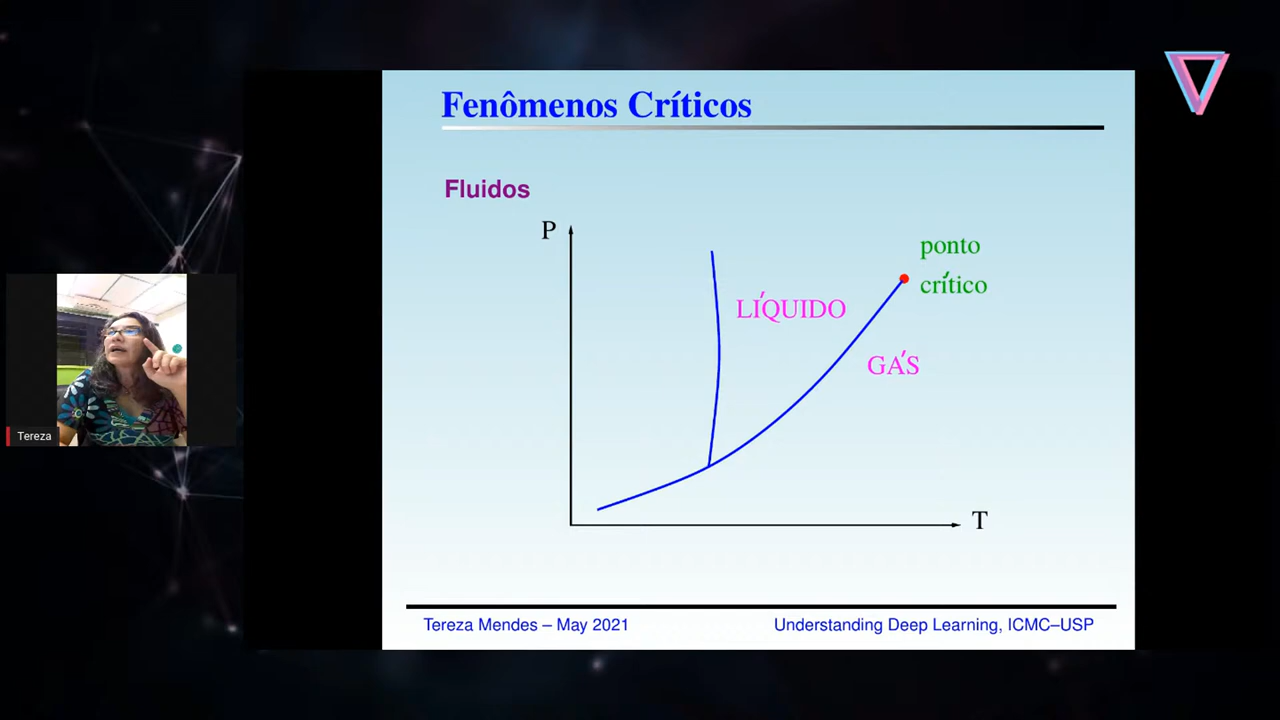 Fenômenos Críticos
Fluidos
P
ponto
crítico
LÍQUIDO
GÁS
T
Tereza
Tereza Mendes – May 2021
Understanding Deep Learning, ICMC–USP